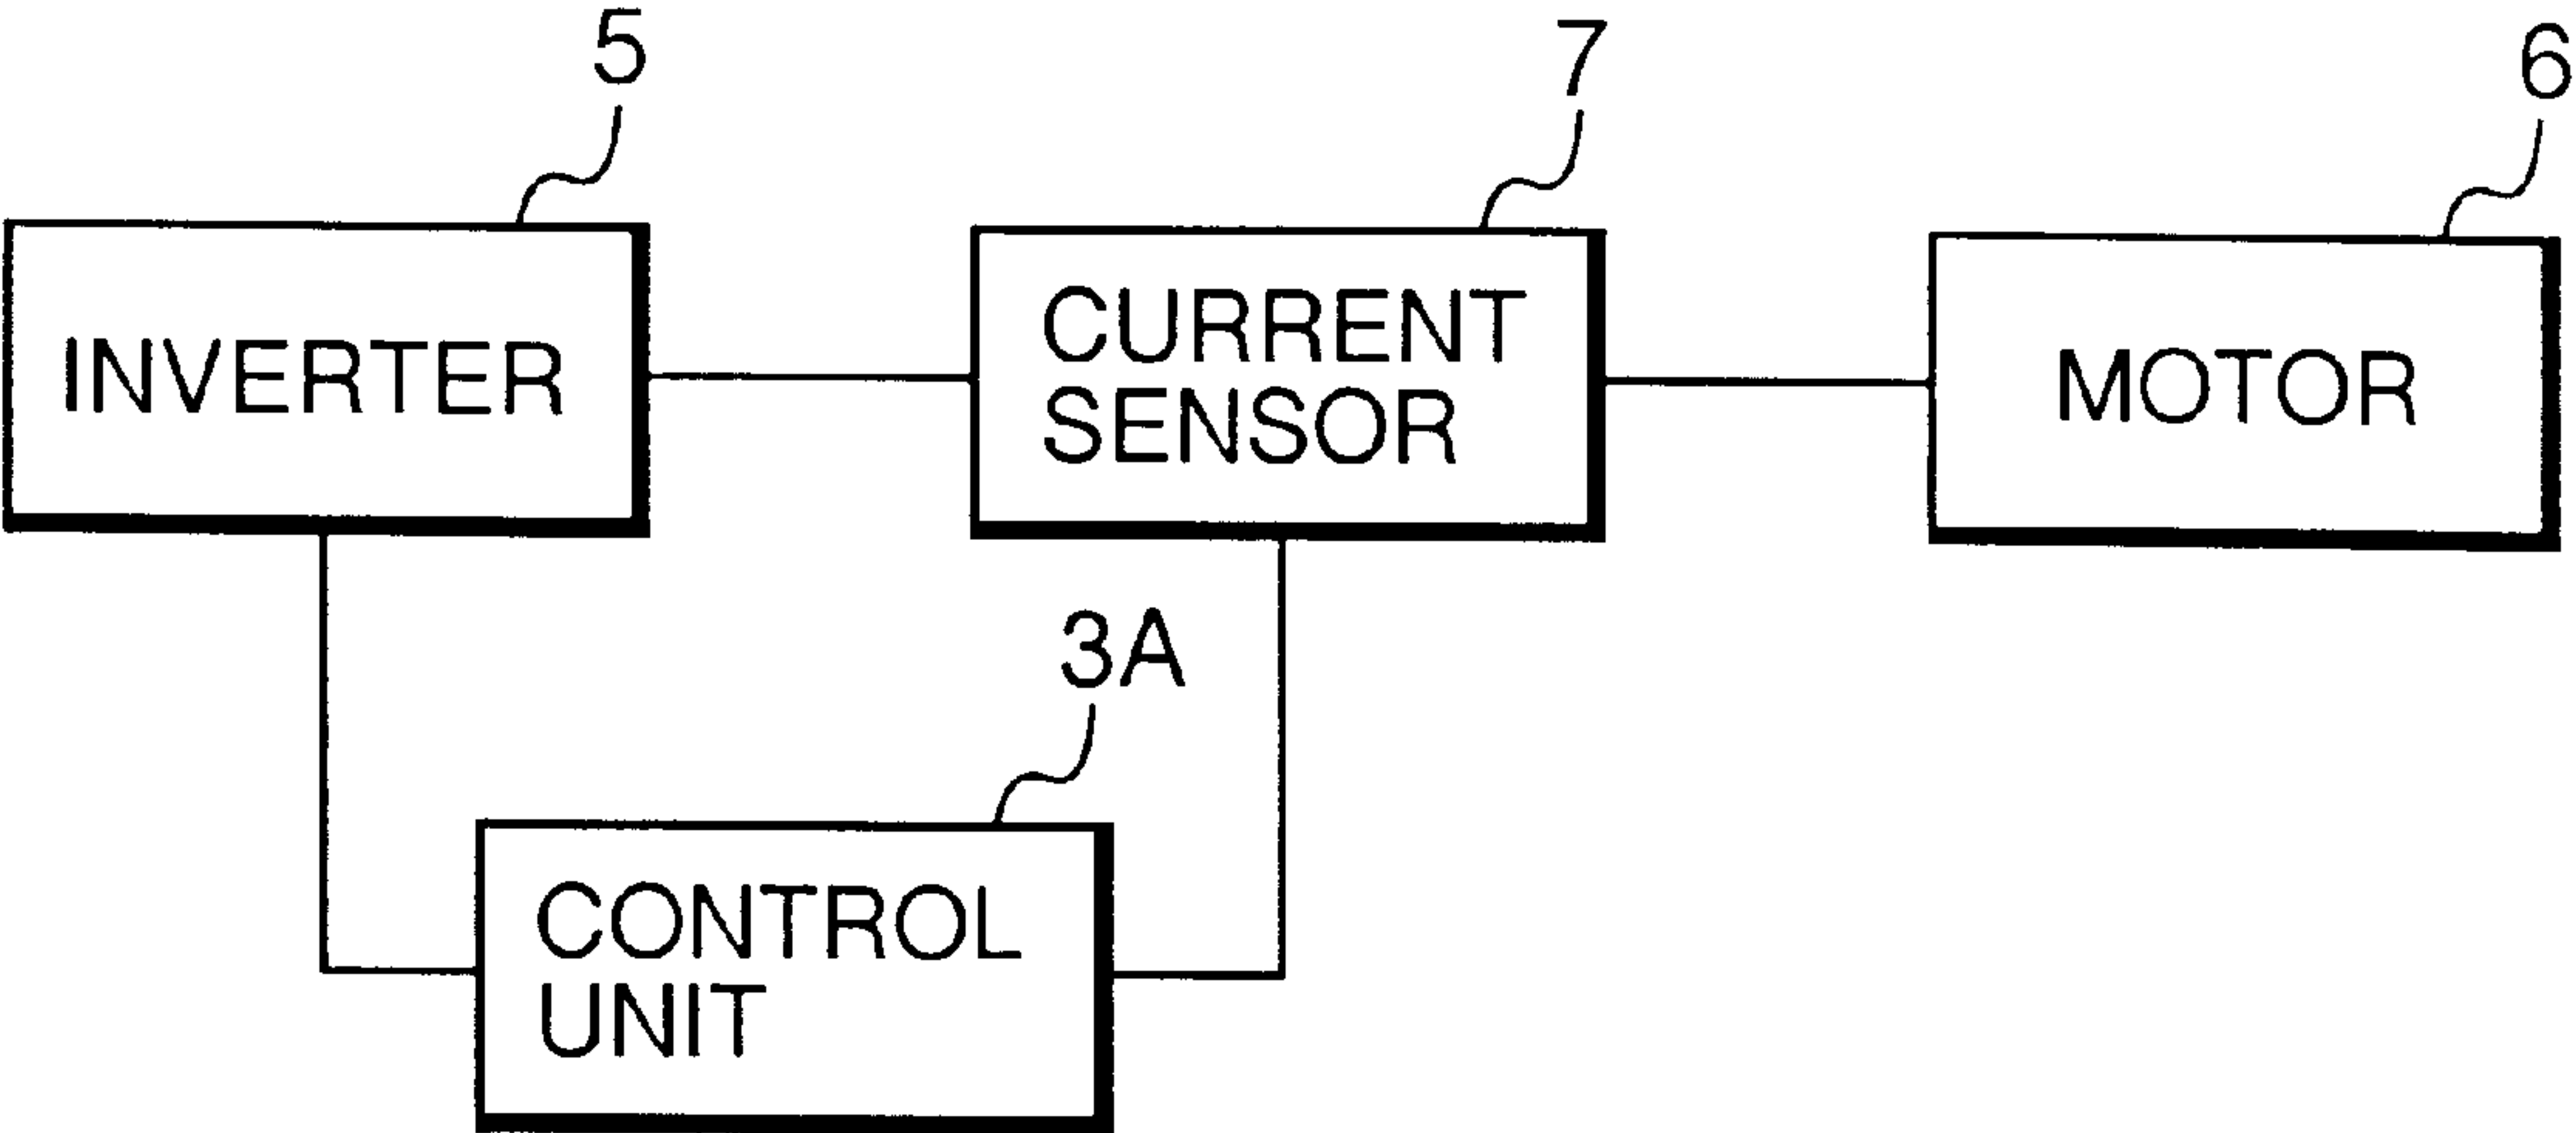 5
7
6
INVERTER
CURRENT
SENSOR
MOTOR
3A
CONTROL
UNIT